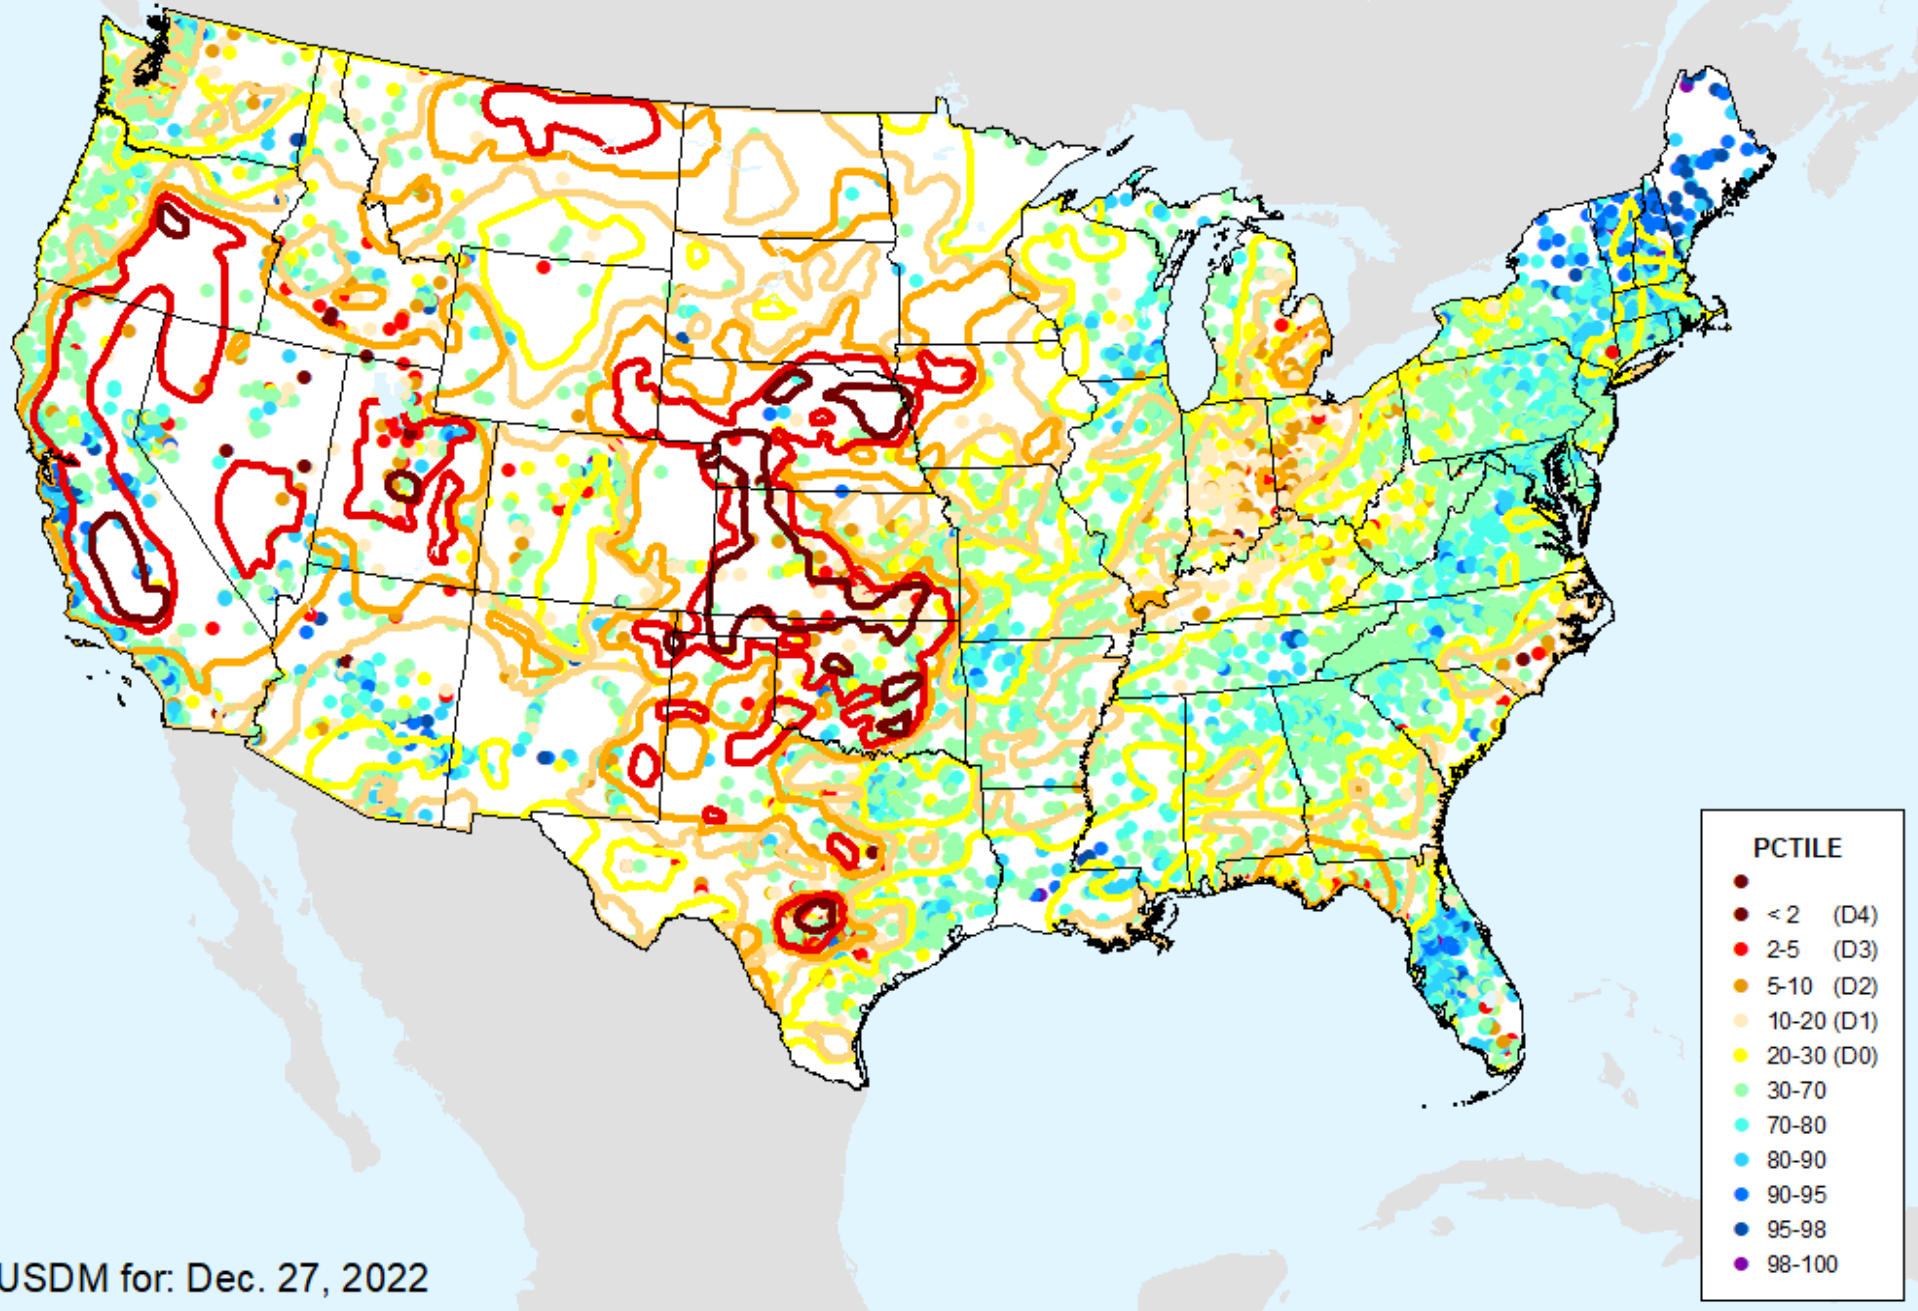 PCTILE
< 2 (D4)
2-5 (D3)
5-10 (D2)
10-20 (D1)
20-30 (D0)
30-70
70-80
80-90
90-95
95-98
98-100
USDM for: Dec. 27, 2022